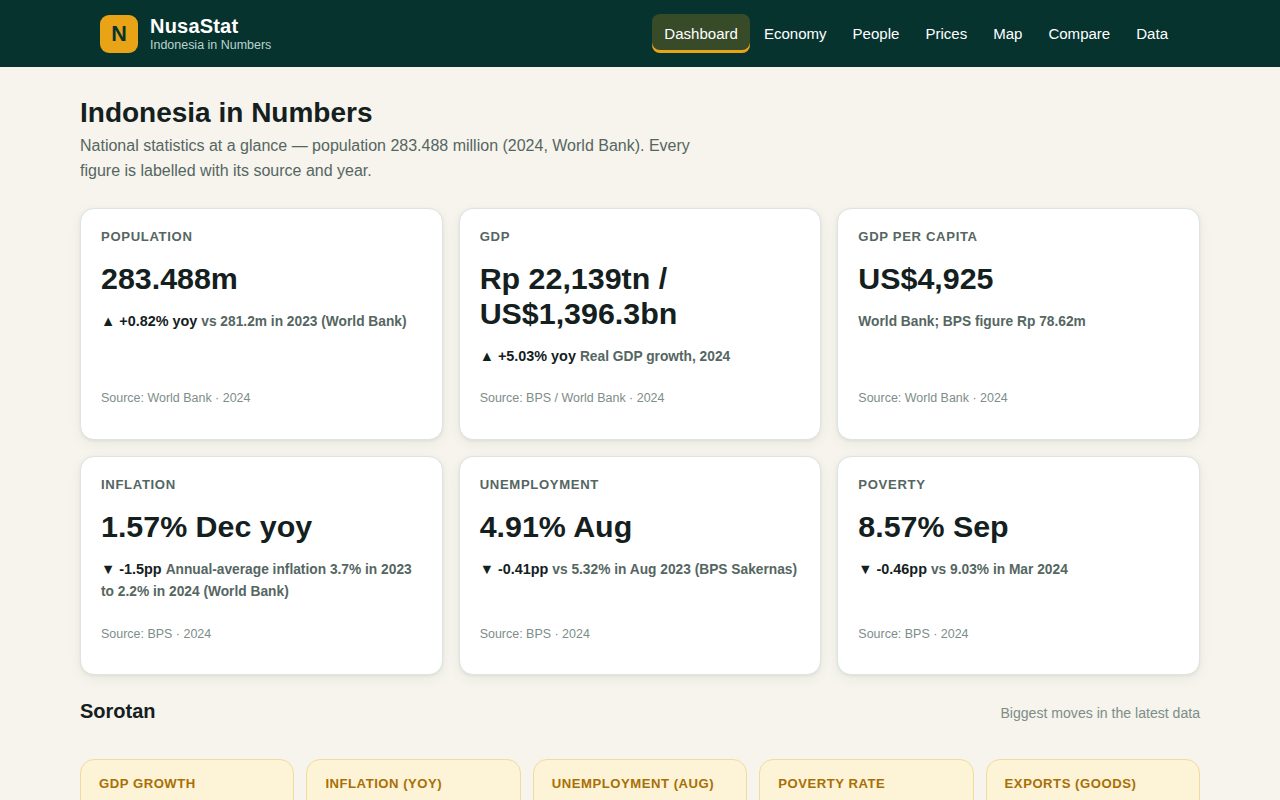 N
NusaStat
Indonesia in Numbers
Dashboard Economy People Prices Map Compare Data
Indonesia in Numbers
National statistics at a glance — population 283.488 million (2024, World Bank). Every
figure is labelled with its source and year.
POPULATION
283.488m
▲ +0.82% yoy vs 281.2m in 2023 (World Bank)
Source: World Bank · 2024
GDP
Rp 22,139tn /
US$1,396.3bn
▲ +5.03% yoy Real GDP growth, 2024
Source: BPS / World Bank · 2024
GDP PER CAPITA
US$4,925
World Bank; BPS figure Rp 78.62m
Source: World Bank · 2024
INFLATION
1.57% Dec yoy
▼ -1.5pp Annual-average inflation 3.7% in 2023
to 2.2% in 2024 (World Bank)
Source: BPS · 2024
UNEMPLOYMENT
4.91% Aug
▼ -0.41pp vs 5.32% in Aug 2023 (BPS Sakernas)
Source: BPS · 2024
POVERTY
8.57% Sep
▼ -0.46pp vs 9.03% in Mar 2024
Source: BPS · 2024
Sorotan
Biggest moves in the latest data
GDP GROWTH
INFLATION (YOY)
UNEMPLOYMENT (AUG)
POVERTY RATE
EXPORTS (GOODS)